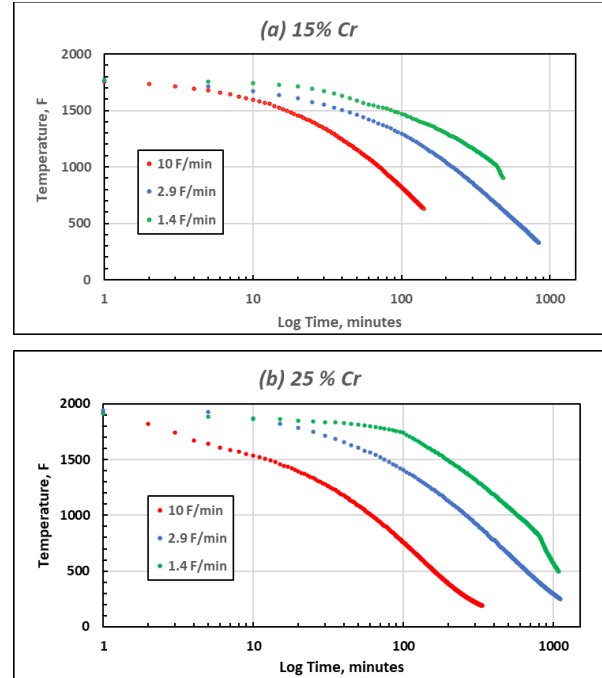 (a) 15% Cr
2000
1500
1000
500
0
Temperature, F
10 F/min
2.9 F/min
1.4 F/min
1 10 100 1000
Log Time, minutes
(b) 25 % Cr
2000
1500
1000
500
0
Temperature, F
10 F/min
2.9 F/min
1.4 F/min
1 10 100 1000
Log Time, minutes